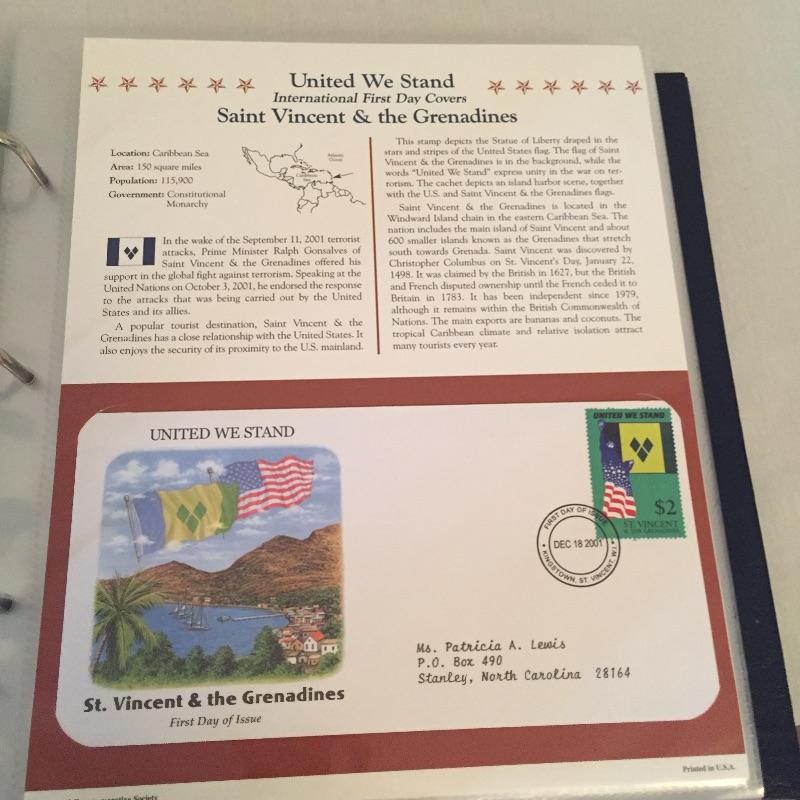 United We Stand
International First Day Covers
Saint Vincent & the Grenadines
Location: Caribbean Sea
Area: 150 square miles
Population: 115,900
Government: Constitutional
Monarchy
Atlantic
Ocean
Caribbean
Sea
In the wake of the September 11, 2001 terrorist
attacks, Prime Minister Ralph Gonsalves of
Saint Vincent & the Grenadines offered his
support in the global fight against terrorism. Speaking at the
United Nations on October 3, 2001, he endorsed the response
to the attacks that was being carried out by the United
States and its allies.
A popular tourist destination, Saint Vincent & the
Grenadines has a close relationship with the United States. It
also enjoys the security of its proximity to the U.S. mainland.
This stamp depicts the Statue of Liberty draped in the
stars and stripes of the United States flag. The flag of Saint
Vincent & the Grenadines is in the background, while the
words "United We Stand" express unity in the war on ter-
rorism. The cachet depicts an island harbor scene, together
with the U.S. and Saint Vincent & the Grenadines flags.
Saint Vincent & the Grenadines is located in the
Windward Island chain in the eastern Caribbean Sea. The
nation includes the main island of Saint Vincent and about
600 smaller islands known as the Grenadines that stretch
south towards Grenada. Saint Vincent was discovered by
Christopher Columbus on St. Vincent's Day, January 22,
1498. It was claimed by the British in 1627, but the British
and French disputed ownership until the French ceded it to
Britain in 1783. It has been independent since 1979,
although it remains within the British Commonwealth of
Nations. The main exports are bananas and coconuts. The
tropical Caribbean climate and relative isolation attract
many tourists every year.
UNITED WE STAND
UNITED WE STAND
$2
ST. VINCENT
& THE GRENADINES
FIRST DAY OF ISSUE
DEC 18 2001
KINGSTOWN, ST. VINCENT W.I.
Ms. Patricia A. Lewis
P.O. Box 490
Stanley, North Carolina 28164
St. Vincent & the Grenadines
First Day of Issue
Society
Printed in U.S.A.